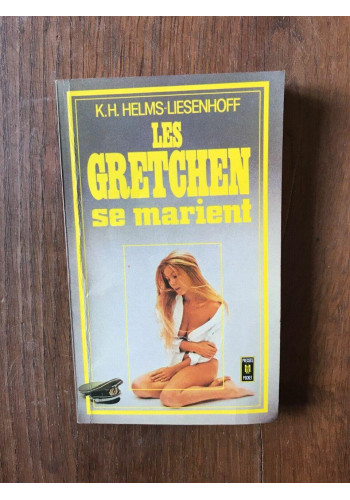 K.H. HELMS-LIESENHOFF
LES
GRETCHEN
se marient
PRESSES
POCKET